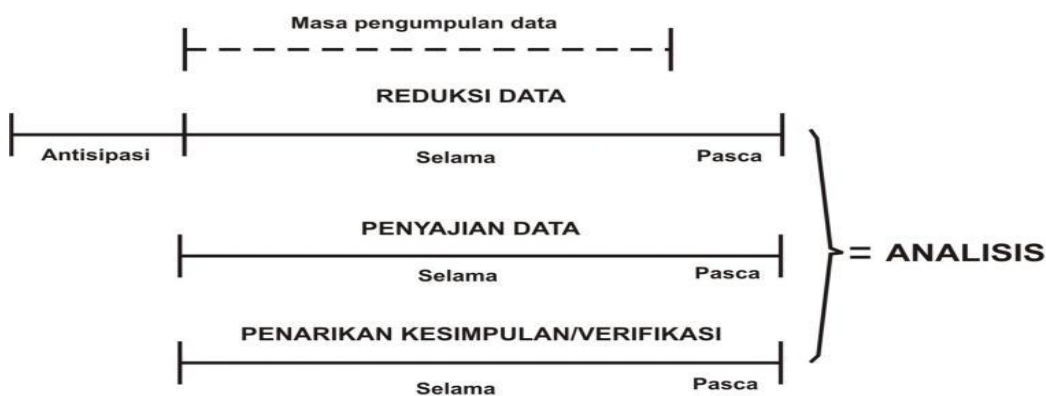 Masa pengumpulan data
REDUKSI DATA
Antisipasi Selama Pasca
PENYAJIAN DATA
Selama Pasca
= ANALISIS
PENARIKAN KESIMPULAN/VERIFIKASI
Selama Pasca